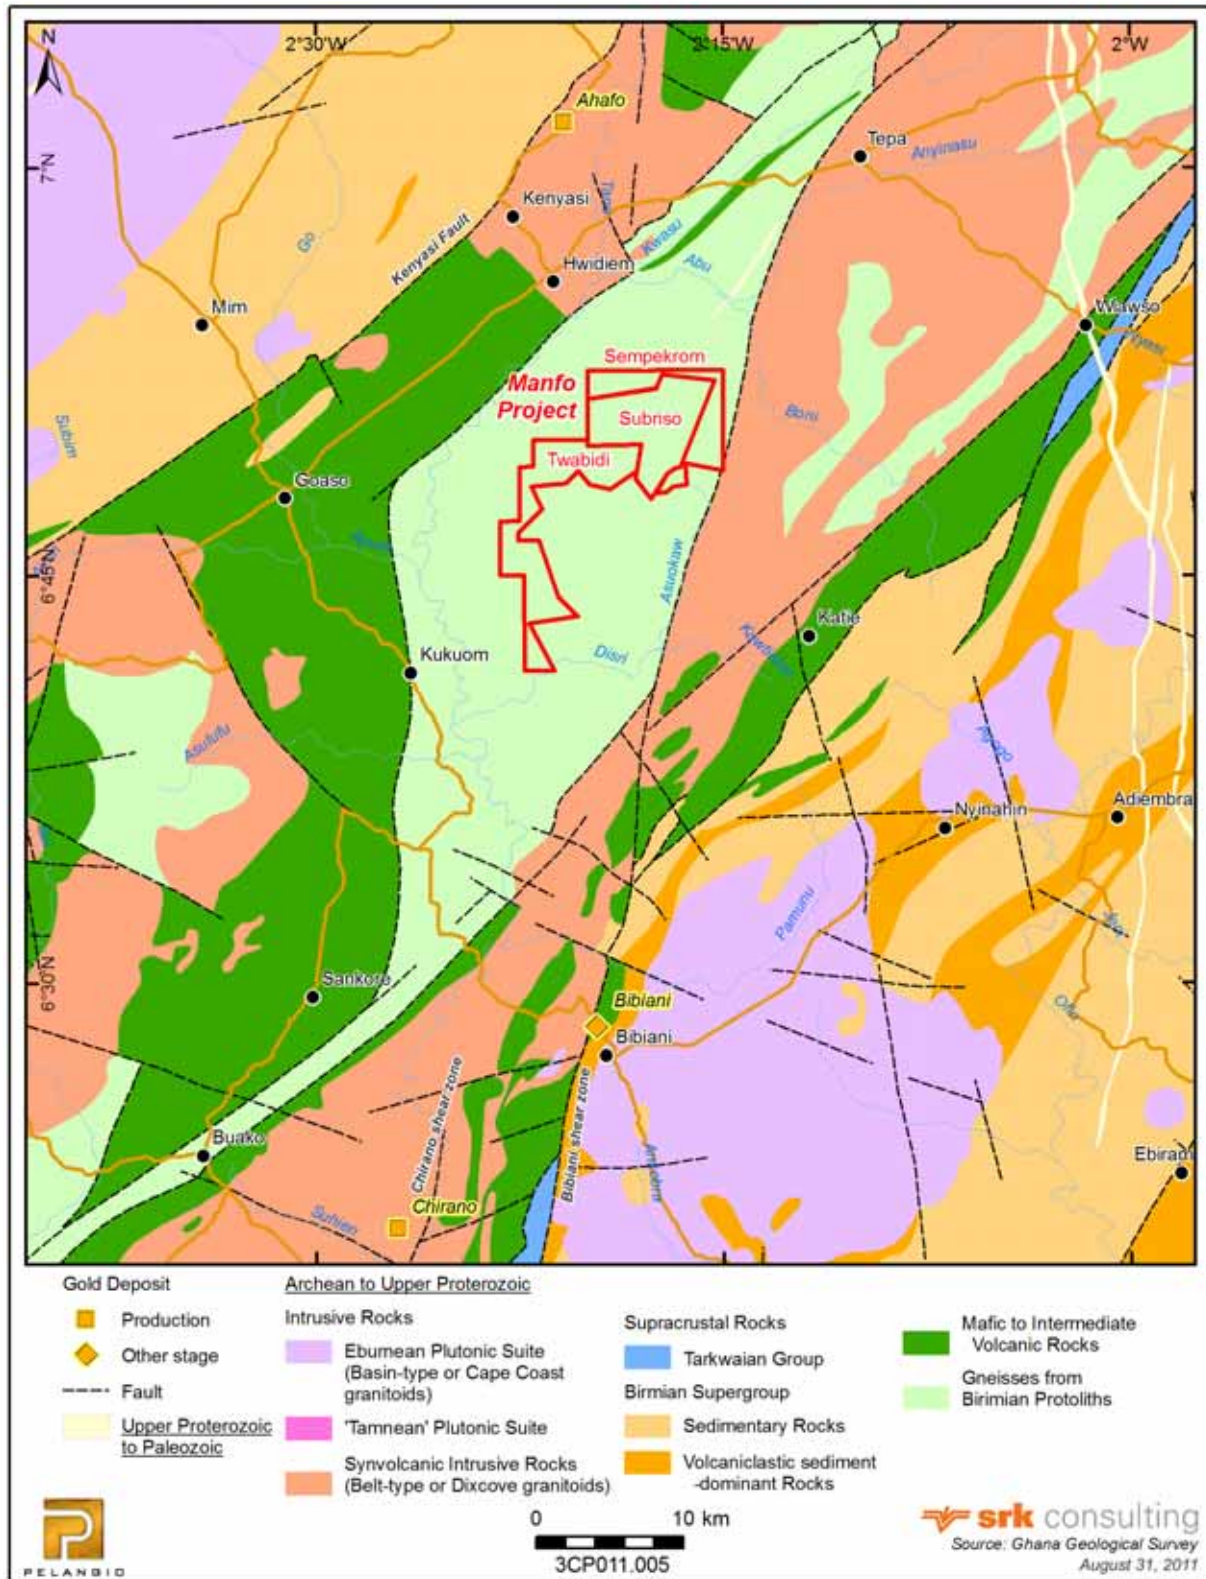 N
2°30'W
2°15'W
2°W
Ahafo
Tepa
Anyinasu
7°N
Kenyasi
Tano
Kenyasi Fault
Go
Kwasu
Abu
Hwidiem
Mim
Wiawso
Sempekrom
Manfo
Project
Subriso
Boni
Subim
Twabidi
Goaso
6°45'N
Asuokaw
Katie
Disri
Kukuom
Asufufu
Nyinahin
Adiembra
Pamunu
6°30'N
Sankore
Bibiani
Ofin
Bibiani
Chirano shear zone
Bibiani shear zone
Buako
Ebiram
Chirano
Suhien
Gold Deposit
Production
Other stage
Fault
Upper Proterozoic
to Paleozoic
Archean to Upper Proterozoic
Intrusive Rocks
Eburnean Plutonic Suite
(Basin-type or Cape Coast
granitoids)
'Tamnean' Plutonic Suite
Synvolcanic Intrusive Rocks
(Belt-type or Dixcove granitoids)
Supracrustal Rocks
Tarkwaian Group
Birmian Supergroup
Sedimentary Rocks
Volcaniclastic sediment
-dominant Rocks
Mafic to Intermediate
Volcanic Rocks
Gneisses from
Birimian Protoliths
PELANGIO
0 10 km
3CP011.005
srk consulting
Source: Ghana Geological Survey
August 31, 2011